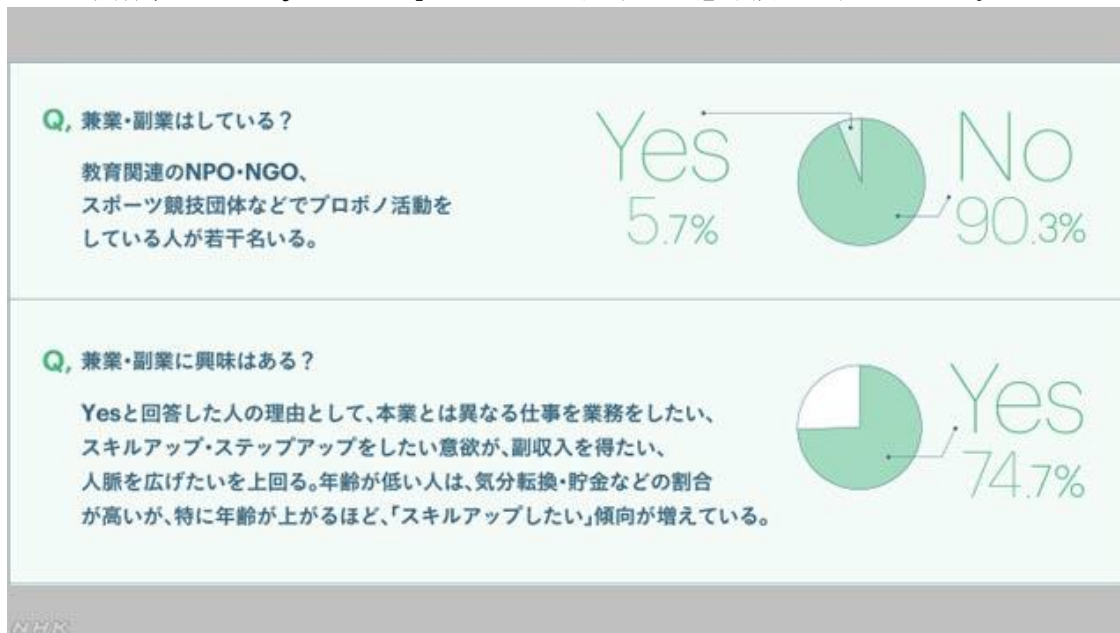 Q, 兼業・副業はしている？
教育関連のNPO・NGO、
スポーツ競技団体などでプロボノ活動を
している人が若干名いる。
Yes
5.7%
No
90.3%
Q, 兼業・副業に興味はある？
Yesと回答した人の理由として、本業とは異なる仕事を業務をしたい、
スキルアップ・ステップアップをしたい意欲が、副収入を得たい、
人脈を広げたいを上回る。年齢が低い人は、気分転換・貯金などの割合
が高いが、特に年齢が上がるほど、「スキルアップしたい」傾向が増えている。
Yes
74.7%
NHK